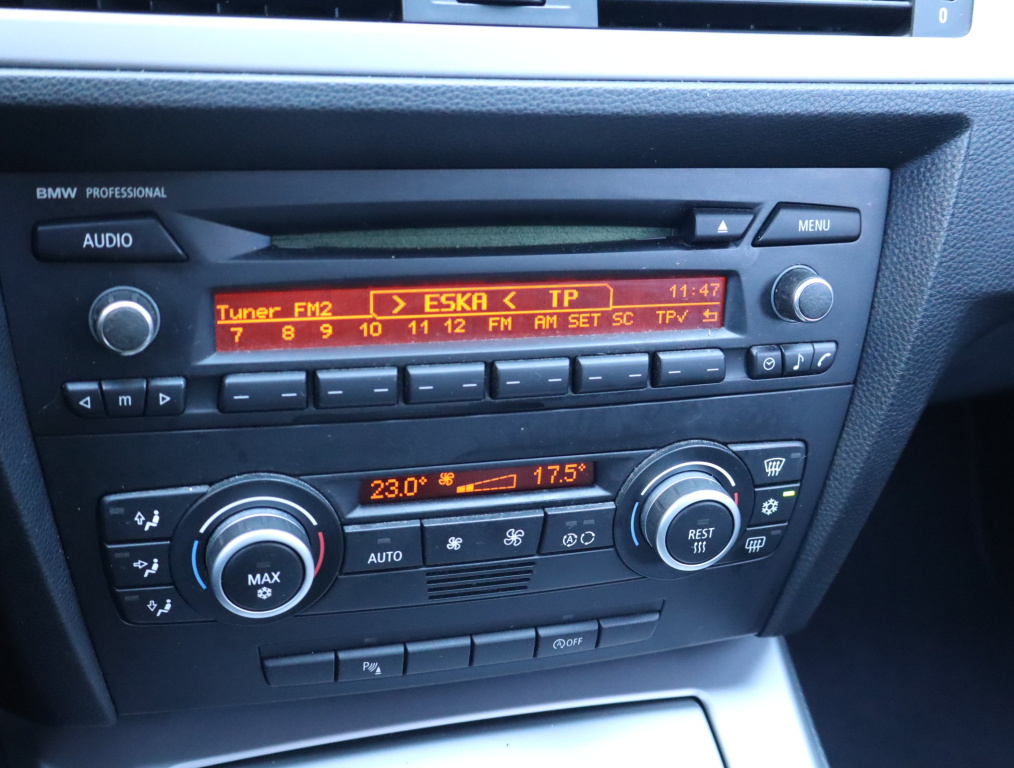 0
BMW PROFESSIONAL
AUDIO
MENU
Tuner FM2 > ESKA < TP 11:47
7 8 9 10 11 12 FM AM SET SC TP✓
m
23.0° 17.5°
AUTO
A
REST
MAX
P
A OFF